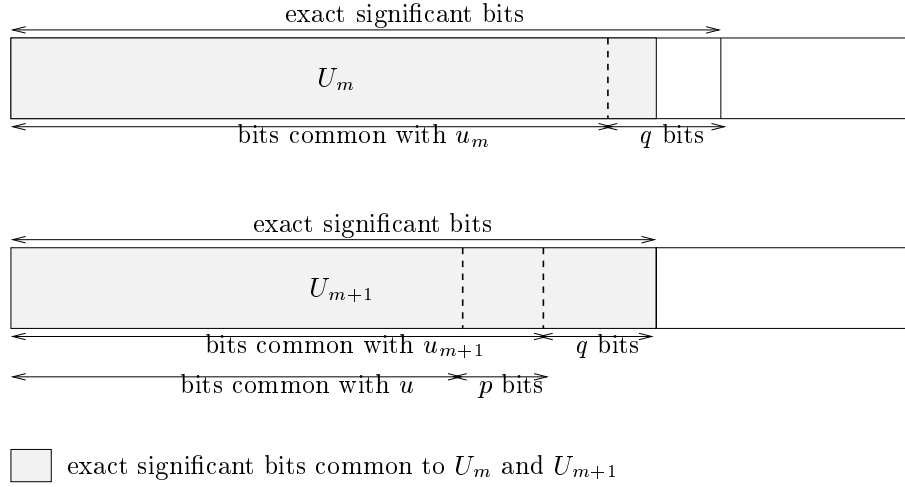 exact significant bits
U_m
bits common with u_m
q bits
exact significant bits
U_{m+1}
bits common with u_{m+1}
q bits
bits common with u
p bits
exact significant bits common to U_m and U_{m+1}